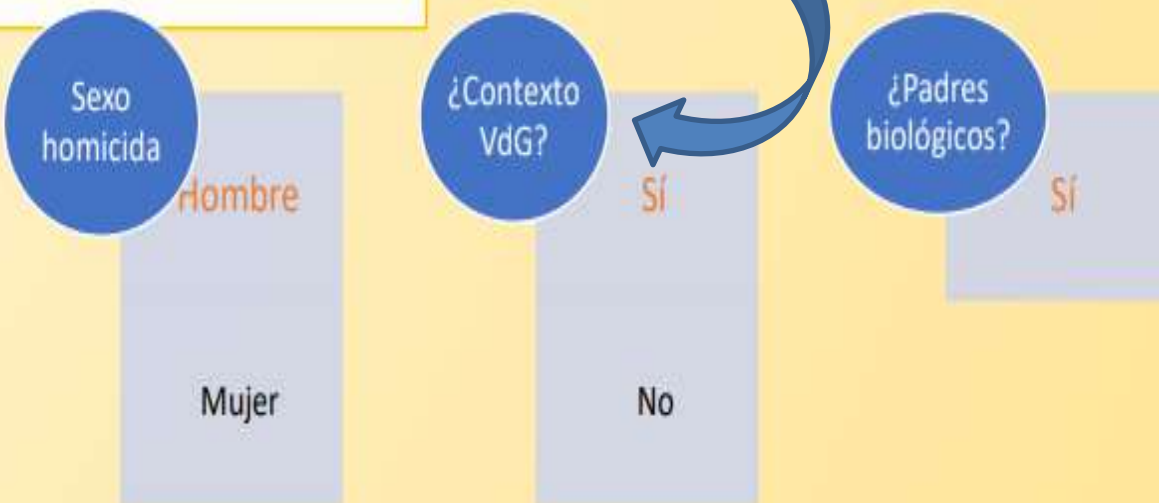 Sexo
homicida
Hombre
Mujer
¿Contexto
VdG?
Sí
No
¿Padres
biológicos?
Sí